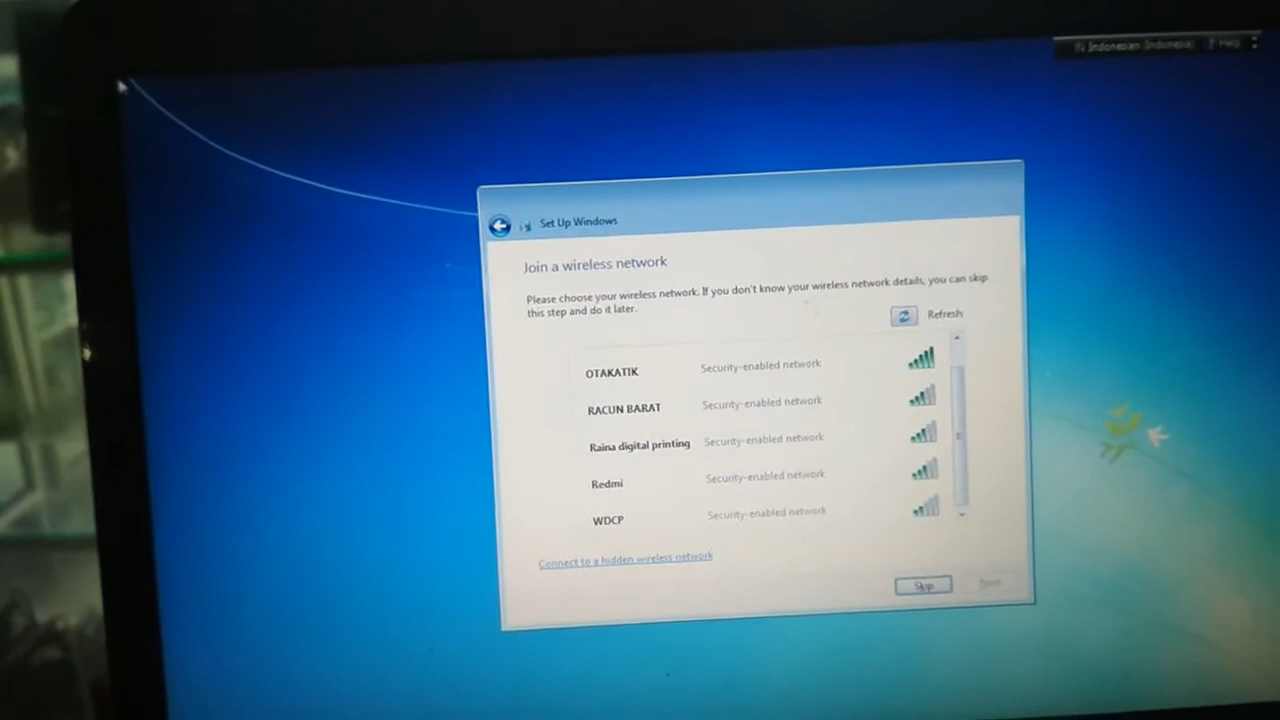 Indonesian (Indonesia) Help
Set Up Windows
Join a wireless network
Please choose your wireless network. If you don't know your wireless network details, you can skip
this step and do it later.
Refresh
OTAKATIK Security-enabled network
RACUN BARAT Security-enabled network
Raina digital printing Security-enabled network
Redmi Security-enabled network
WDCP Security-enabled network
Connect to a hidden wireless network
Skip Next